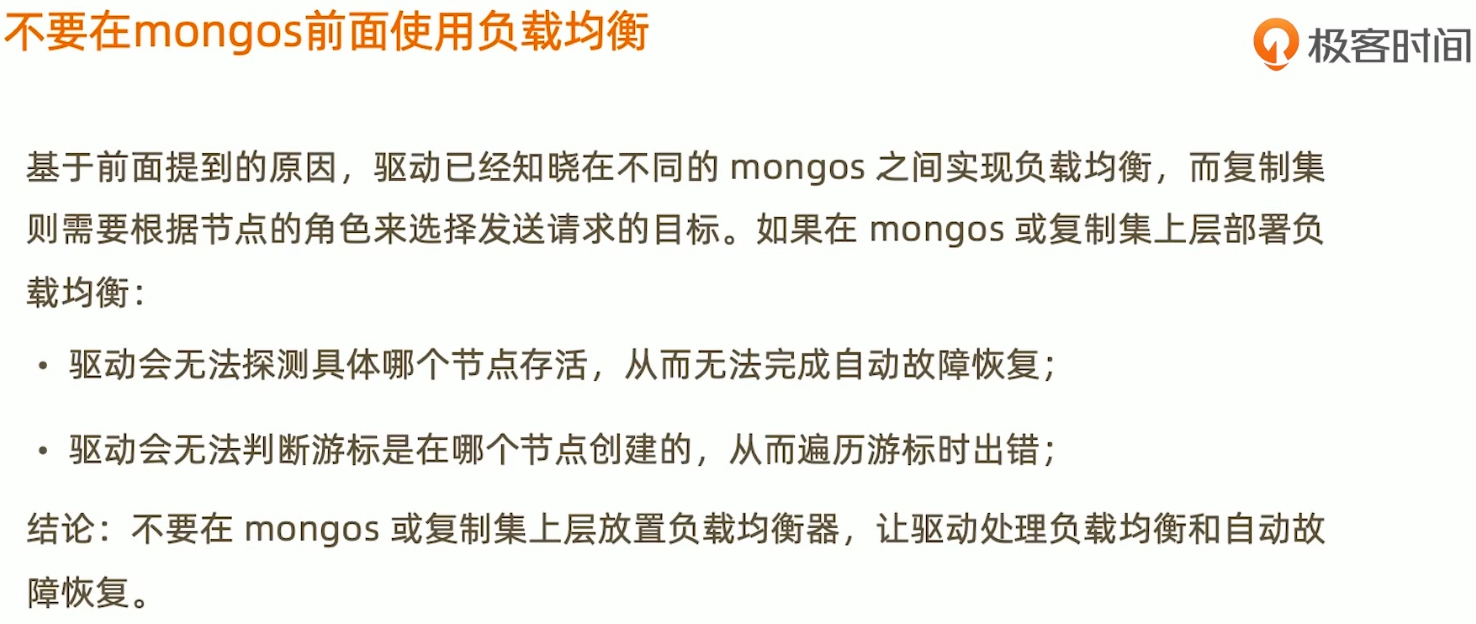 不要在mongos前面使用负载均衡
极客时间
基于前面提到的原因，驱动已经知晓在不同的 mongos 之间实现负载均衡，而复制集
则需要根据节点的角色来选择发送请求的目标。如果在 mongos 或复制集上层部署负
载均衡：
• 驱动会无法探测具体哪个节点存活，从而无法完成自动故障恢复；
• 驱动会无法判断游标是在哪个节点创建的，从而遍历游标时出错；
结论：不要在 mongos 或复制集上层放置负载均衡器，让驱动处理负载均衡和自动故
障恢复。